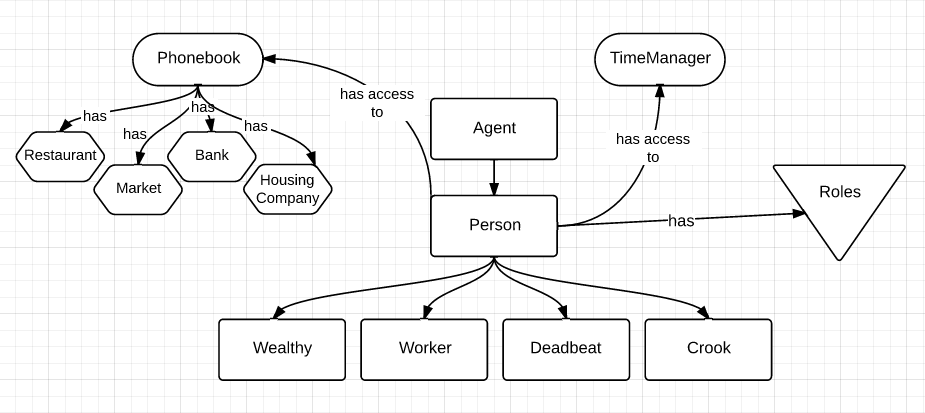 Phonebook
TimeManager
has access
to
has
has
has
has
Agent
has access
to
Restaurant
Market
Bank
Housing
Company
Roles
Person
has
Wealthy
Worker
Deadbeat
Crook